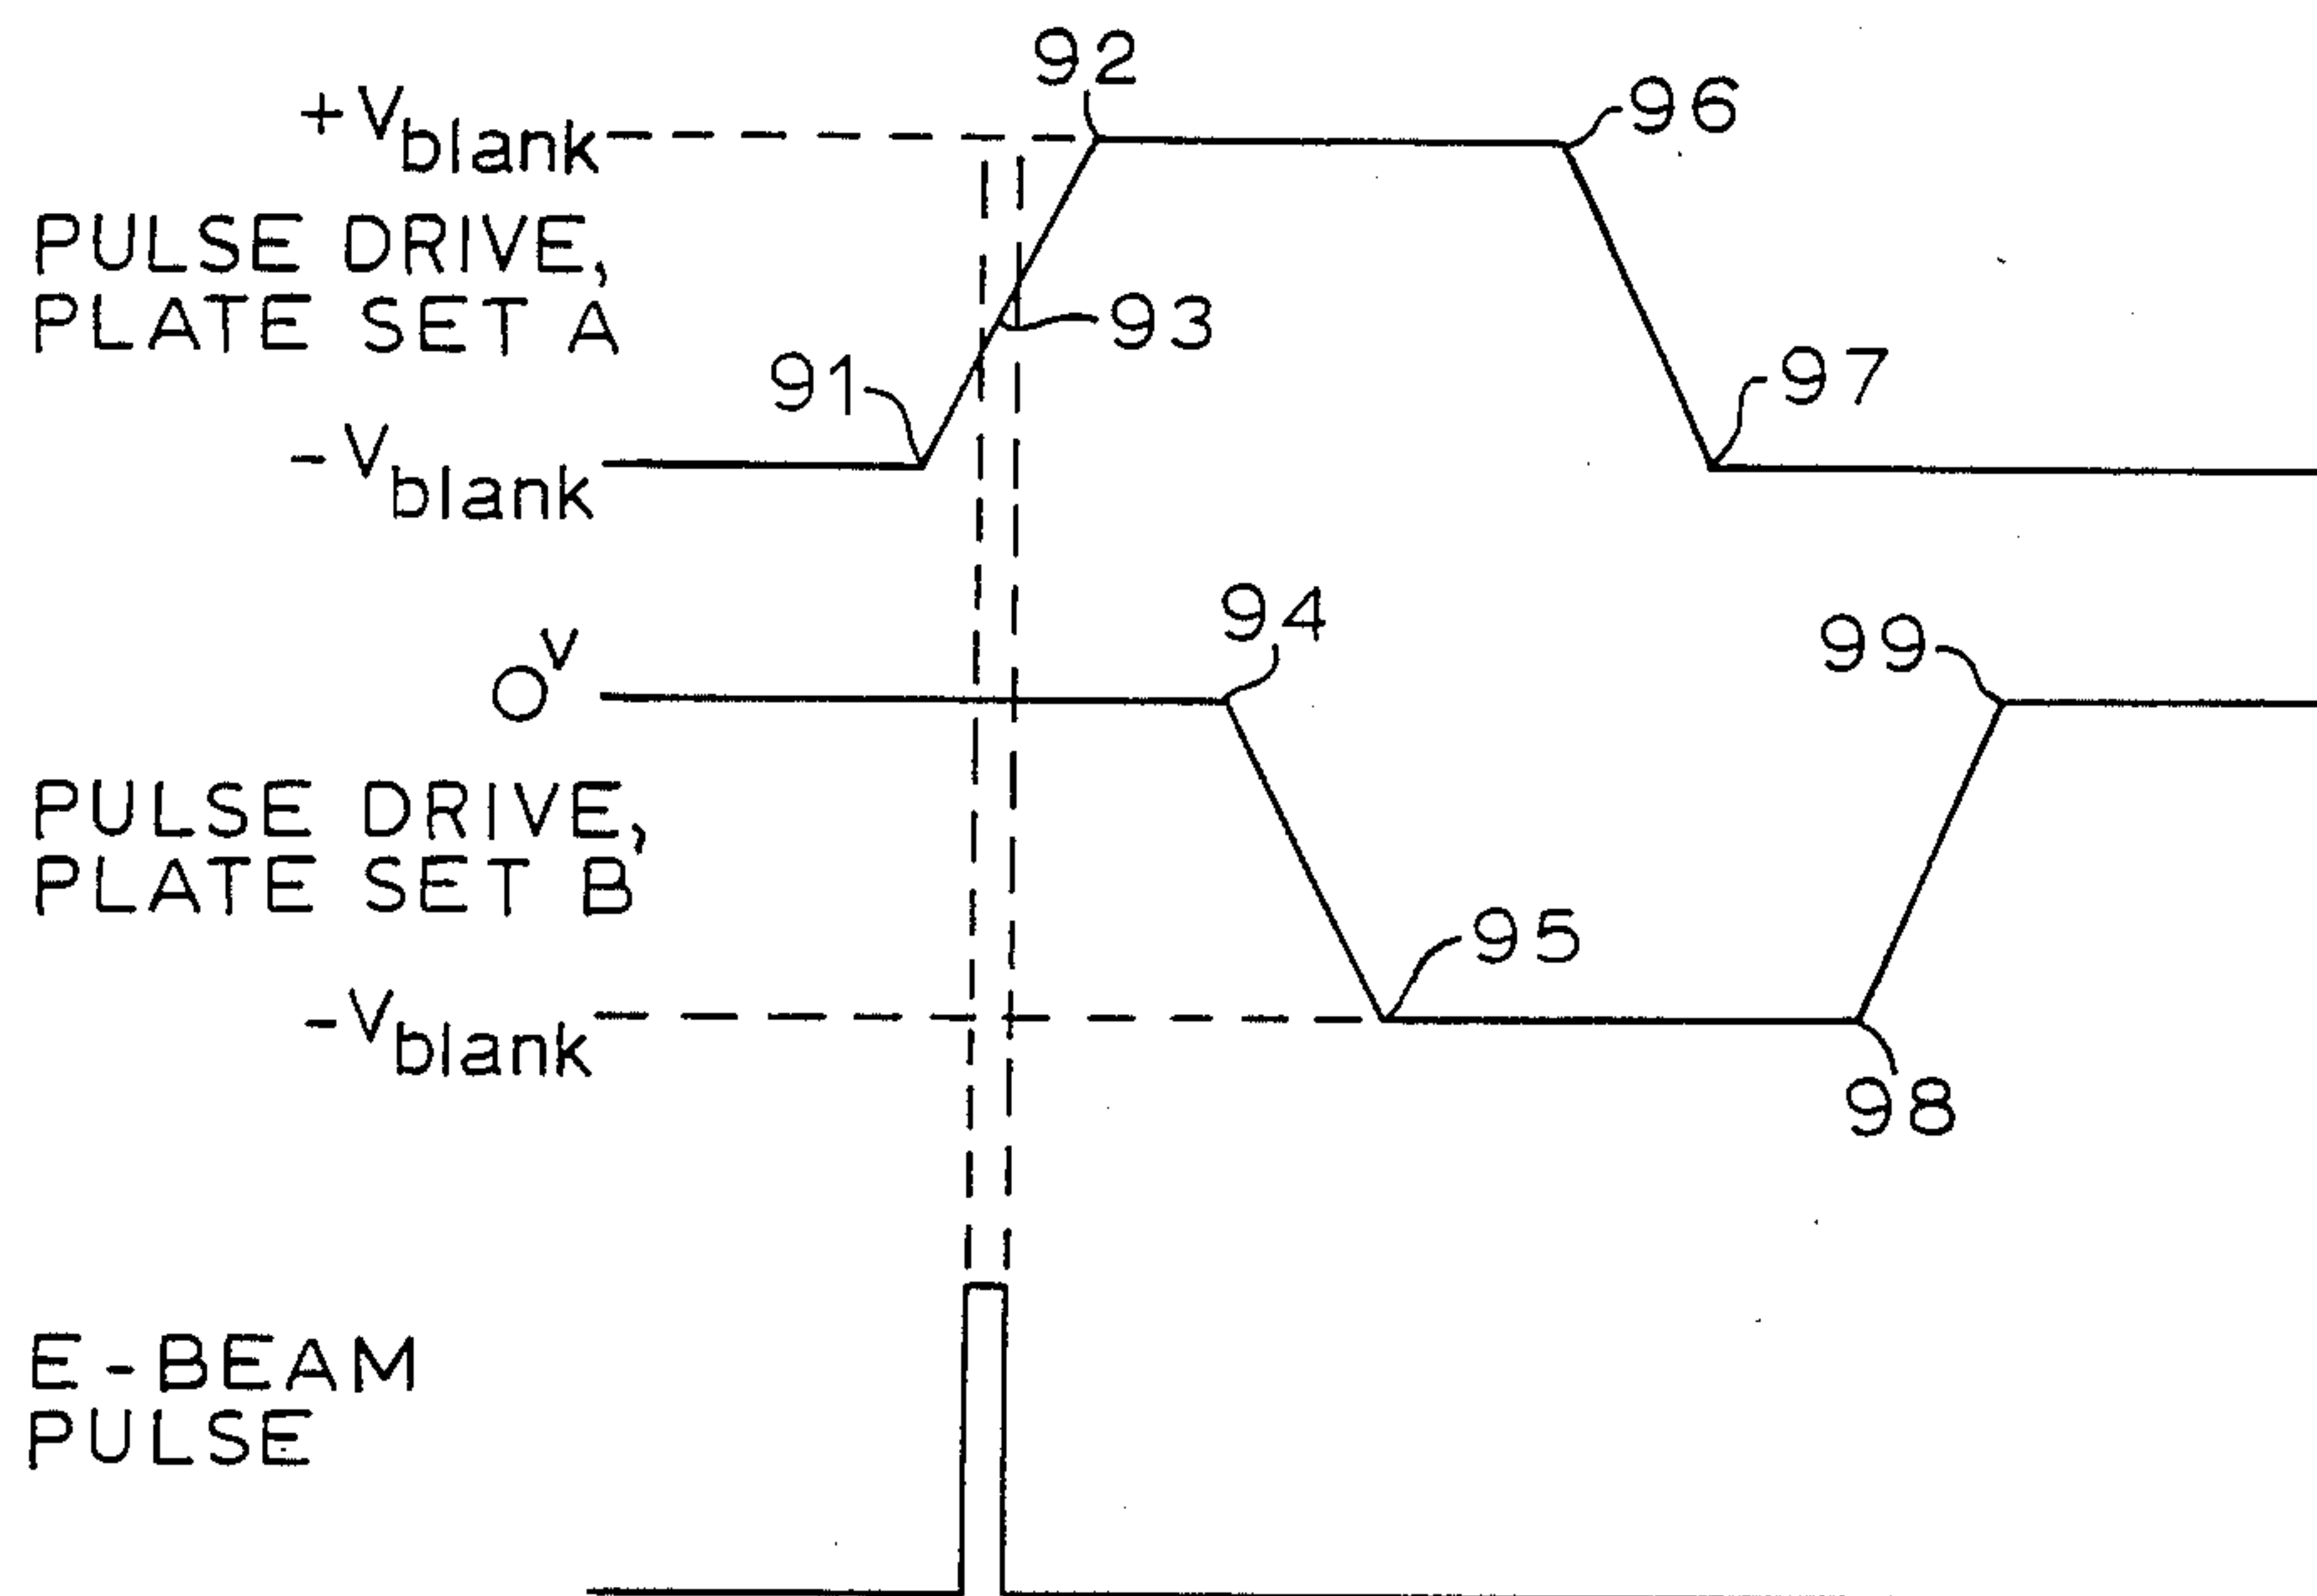 92
+Vblank
96
PULSE DRIVE,
PLATE SET A
93
91
97
-Vblank
94
99
0V
PULSE DRIVE,
PLATE SET B
95
-Vblank
98
E-BEAM
PULSE